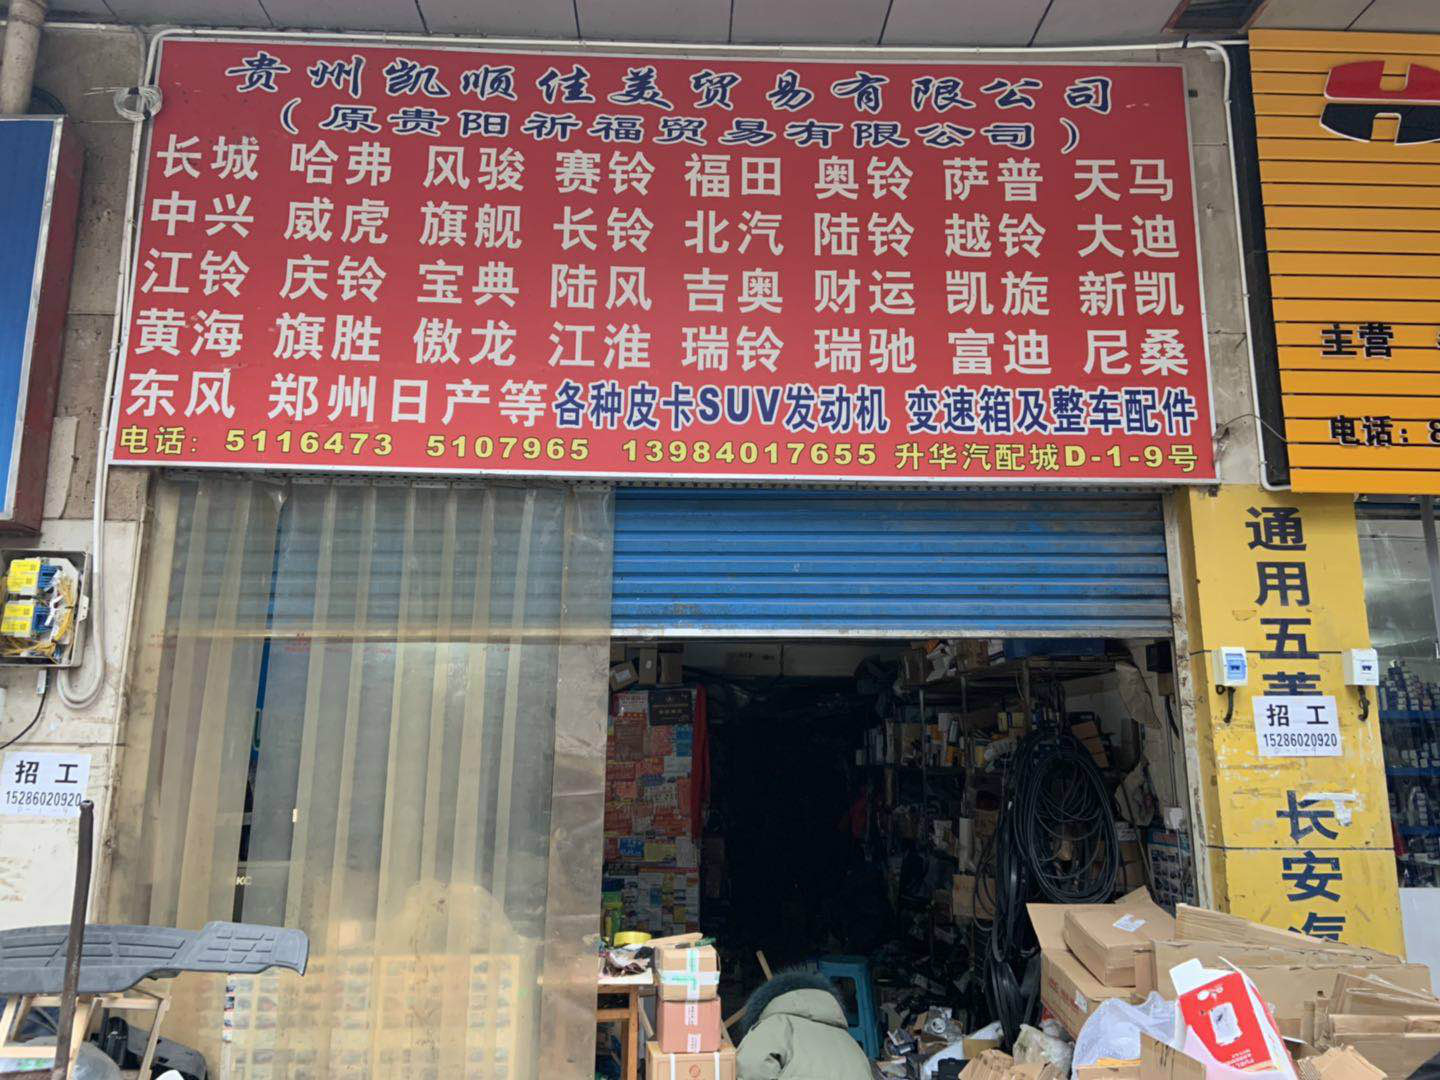 贵州凯顺佳美贸易有限公司
（原贵阳祈福贸易有限公司）
长城 哈弗 风骏 赛铃 福田 奥铃 萨普 天马
中兴 威虎 旗舰 长铃 北汽 陆铃 越铃 大迪
江铃 庆铃 宝典 陆风 吉奥 财运 凯旋 新凯
黄海 旗胜 傲龙 江淮 瑞铃 瑞驰 富迪 尼桑
东风 郑州日产等各种皮卡SUV发动机 变速箱及整车配件
电话：5116473 5107965 13984017655 升华汽配城D-1-9号
主营
电话：8
通用五菱
长安汽
招工
15286020920
D-1-9
招工
15286020920
D-1-9